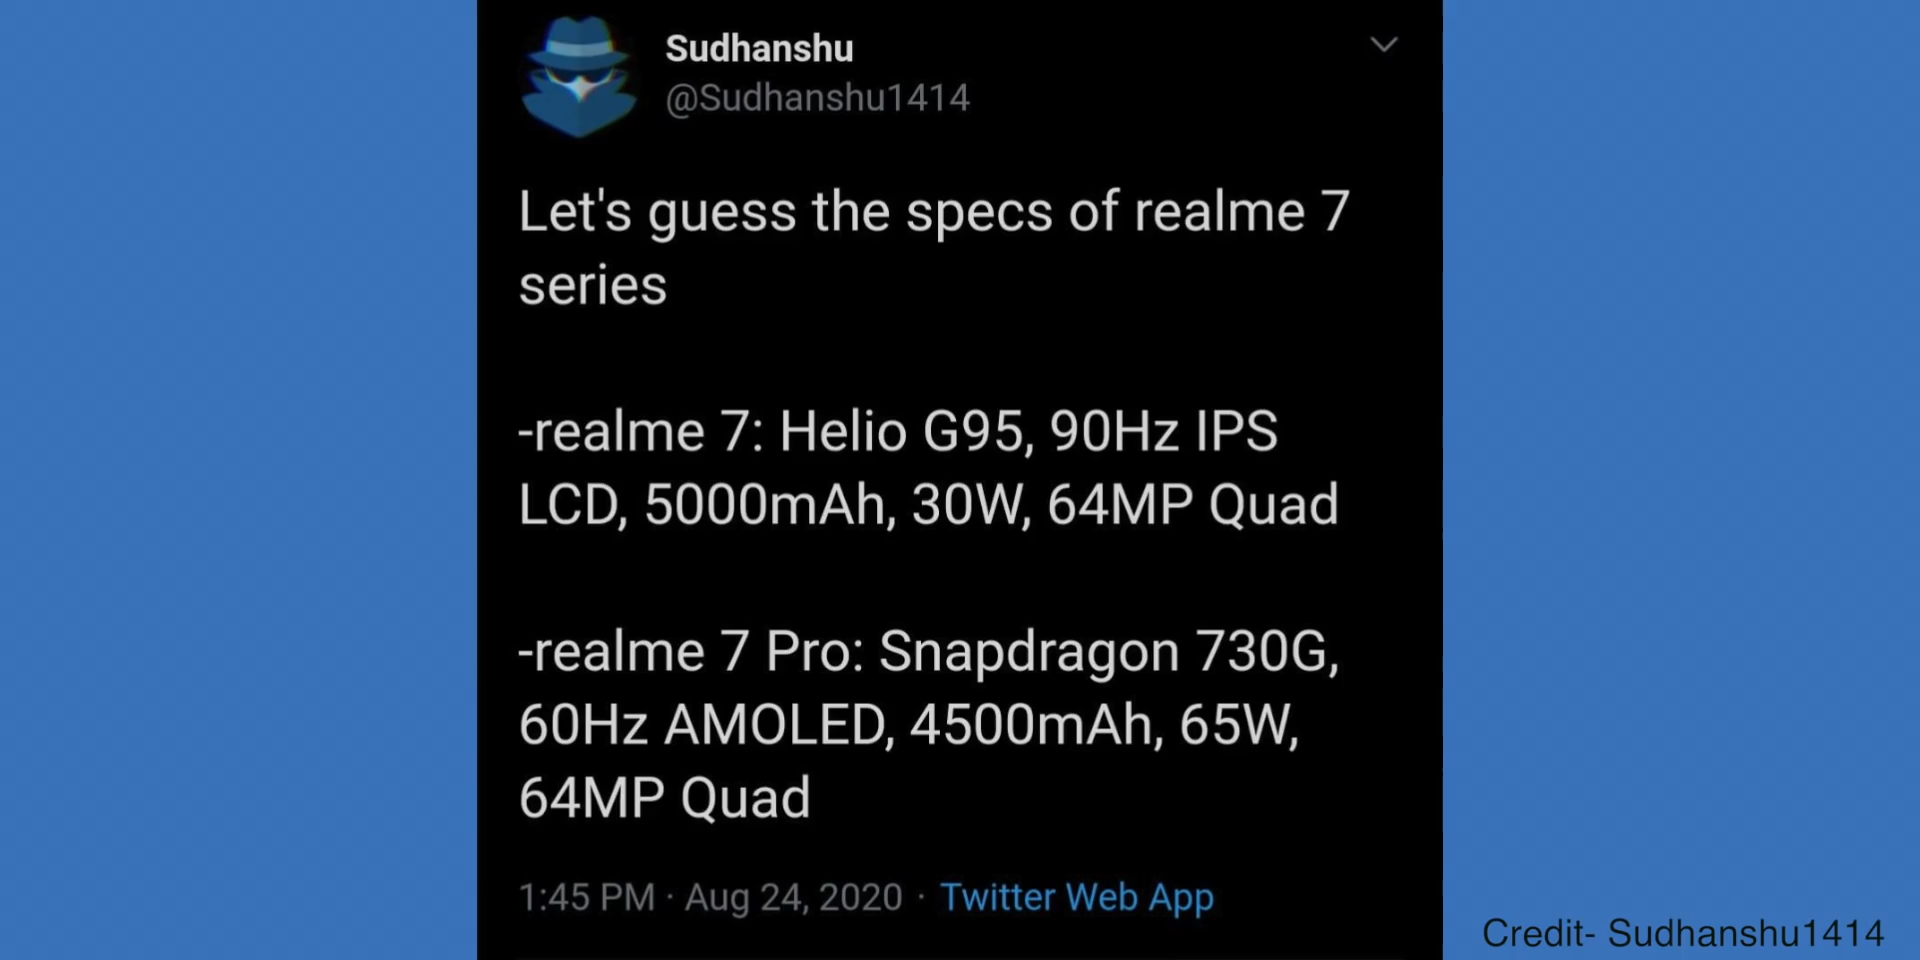 Sudhanshu
@Sudhanshu1414
Let's guess the specs of realme 7
series
-realme 7: Helio G95, 90Hz IPS
LCD, 5000mAh, 30W, 64MP Quad
-realme 7 Pro: Snapdragon 730G,
60Hz AMOLED, 4500mAh, 65W,
64MP Quad
1:45 PM · Aug 24, 2020 · Twitter Web App
Credit- Sudhanshu1414